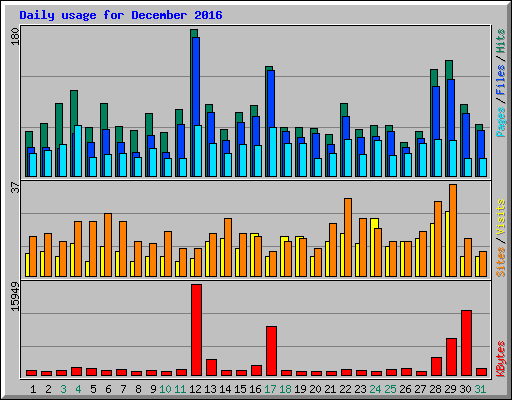 Daily usage for December 2016
180
Pages / Files / Hits
37
Sites / Visits
15949
KBytes
1 2 3 4 5 6 7 8 9 10 11 12 13 14 15 16 17 18 19 20 21 22 23 24 25 26 27 28 29 30 31